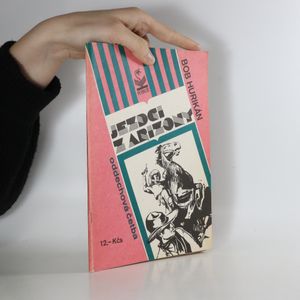 BOB HURIKÁN
JEZDCI
Z ARIZONY
oddechová četba
12,- Kčs